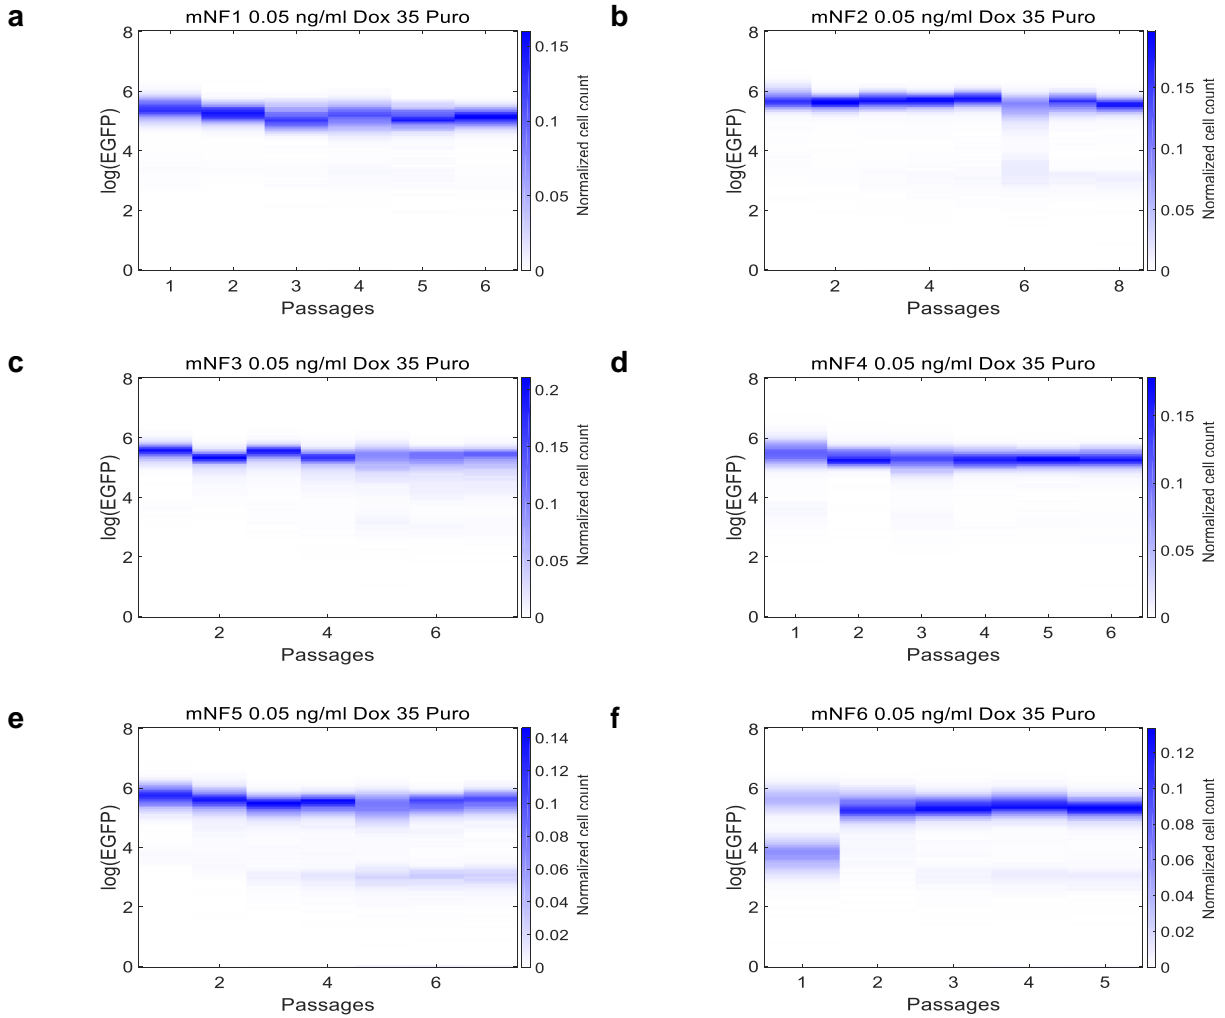 a
mNF1 0.05 ng/ml Dox 35 Puro
8
6
4
2
0
log(EGFP)
1 2 3 4 5 6
Passages
0.15
0.1
0.05
0
Normalized cell count
b
mNF2 0.05 ng/ml Dox 35 Puro
8
6
4
2
0
log(EGFP)
2 4 6 8
Passages
0.15
0.1
0.05
0
Normalized cell count
c
mNF3 0.05 ng/ml Dox 35 Puro
8
6
4
2
0
log(EGFP)
2 4 6
Passages
0.2
0.15
0.1
0.05
0
Normalized cell count
d
mNF4 0.05 ng/ml Dox 35 Puro
8
6
4
2
0
log(EGFP)
1 2 3 4 5 6
Passages
0.15
0.1
0.05
0
Normalized cell count
e
mNF5 0.05 ng/ml Dox 35 Puro
8
6
4
2
0
log(EGFP)
2 4 6
Passages
0.14
0.12
0.1
0.08
0.06
0.04
0.02
0
Normalized cell count
f
mNF6 0.05 ng/ml Dox 35 Puro
8
6
4
2
0
log(EGFP)
1 2 3 4 5
Passages
0.12
0.1
0.08
0.06
0.04
0.02
0
Normalized cell count